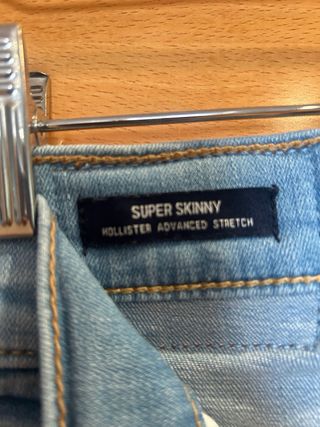 SUPER SKINNY
HOLLISTER ADVANCED STRETCH